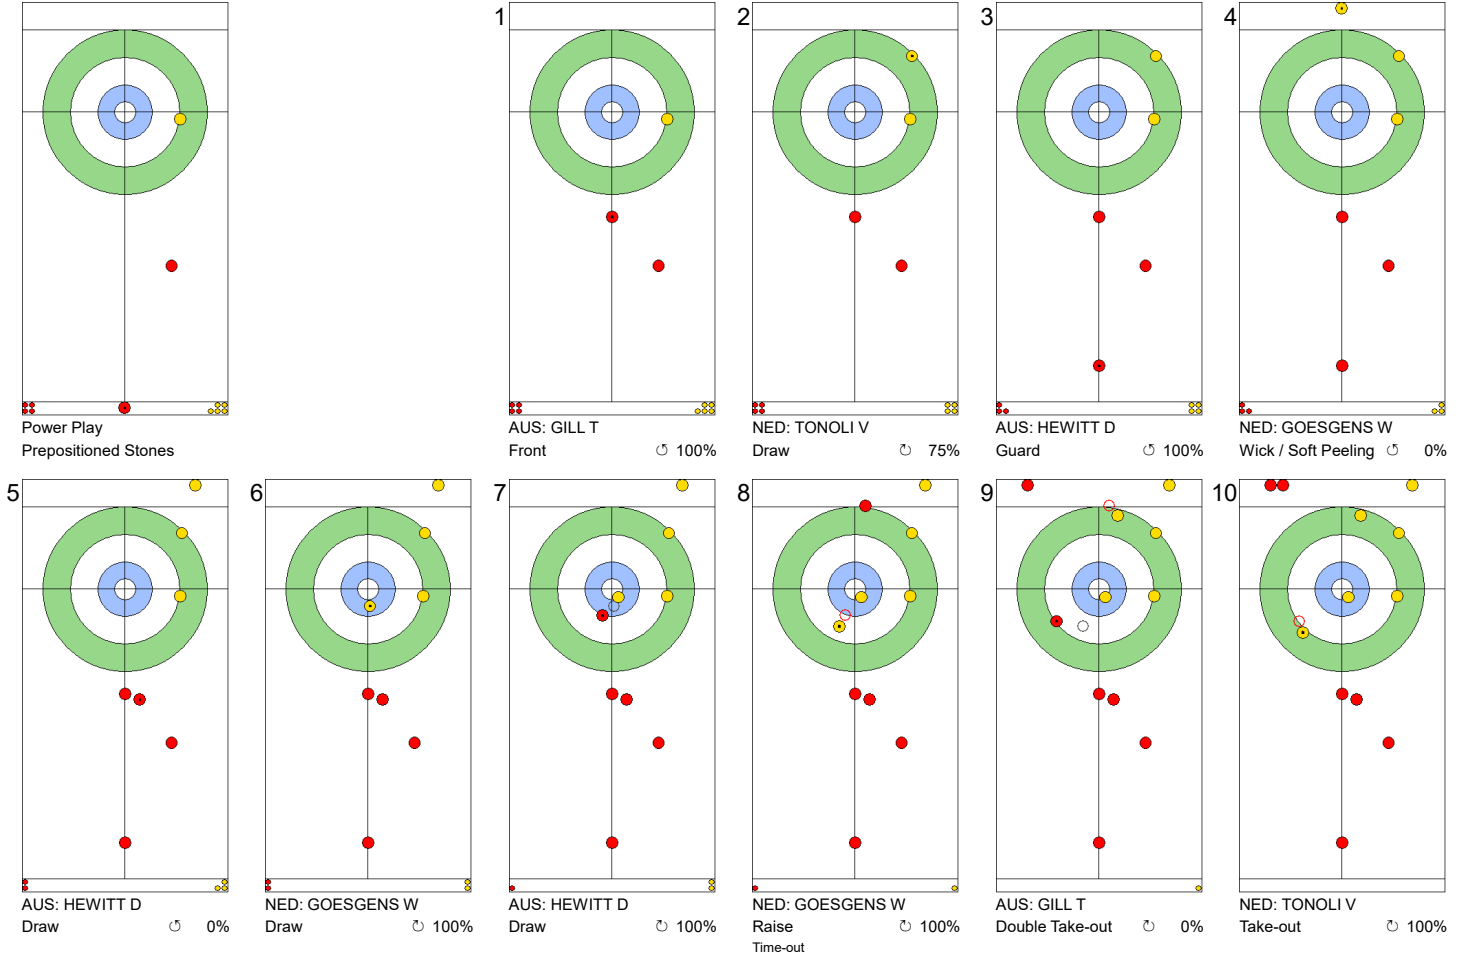 Power Play
Prepositioned Stones
1
AUS: GILL T
Front 100%
2
NED: TONOLI V
Draw 75%
3
AUS: HEWITT D
Guard 100%
4
NED: GOESGENS W
Wick / Soft Peeling 0%
5
AUS: HEWITT D
Draw 0%
6
NED: GOESGENS W
Draw 100%
7
AUS: HEWITT D
Draw 100%
8
NED: GOESGENS W
Raise 100%
Time-out
9
AUS: GILL T
Double Take-out 0%
10
NED: TONOLI V
Take-out 100%